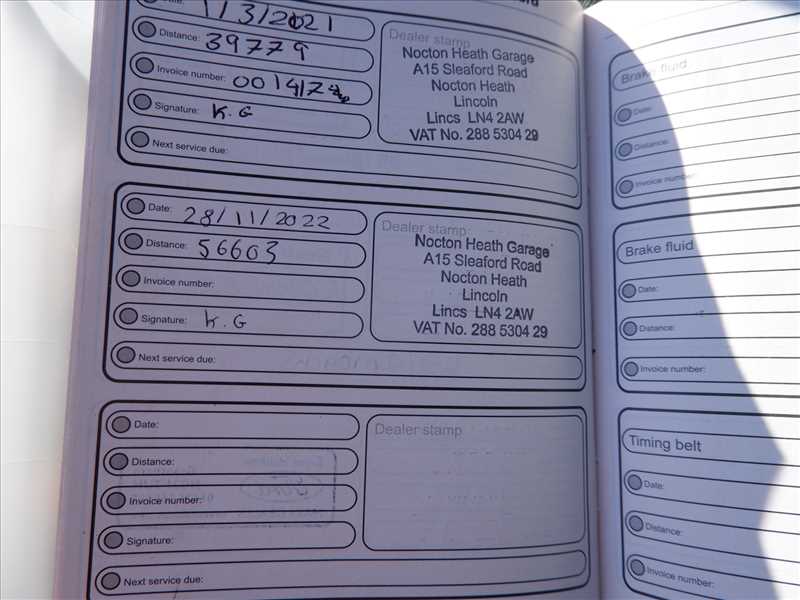 Date: 1/3/2021
Distance: 39779
Invoice number:
Signature: K.G
Next service due:
Dealer stamp
Nocton Heath Garage
A15 Sleaford Road
Nocton Heath
Lincoln
Lincs LN4 2AW
VAT No. 288 5304 29
Date: 28/11/2022
Distance: 56603
Invoice number:
Signature: K.G
Next service due:
Dealer stamp
Nocton Heath Garage
A15 Sleaford Road
Nocton Heath
Lincoln
Lincs LN4 2AW
VAT No. 288 5304 29
Date:
Distance:
Invoice number:
Signature:
Next service due:
Dealer stamp
Brake fluid
Date:
Distance:
Invoice number:
Brake fluid
Date:
Distance:
Invoice number:
Timing belt
Date:
Distance:
Invoice number: